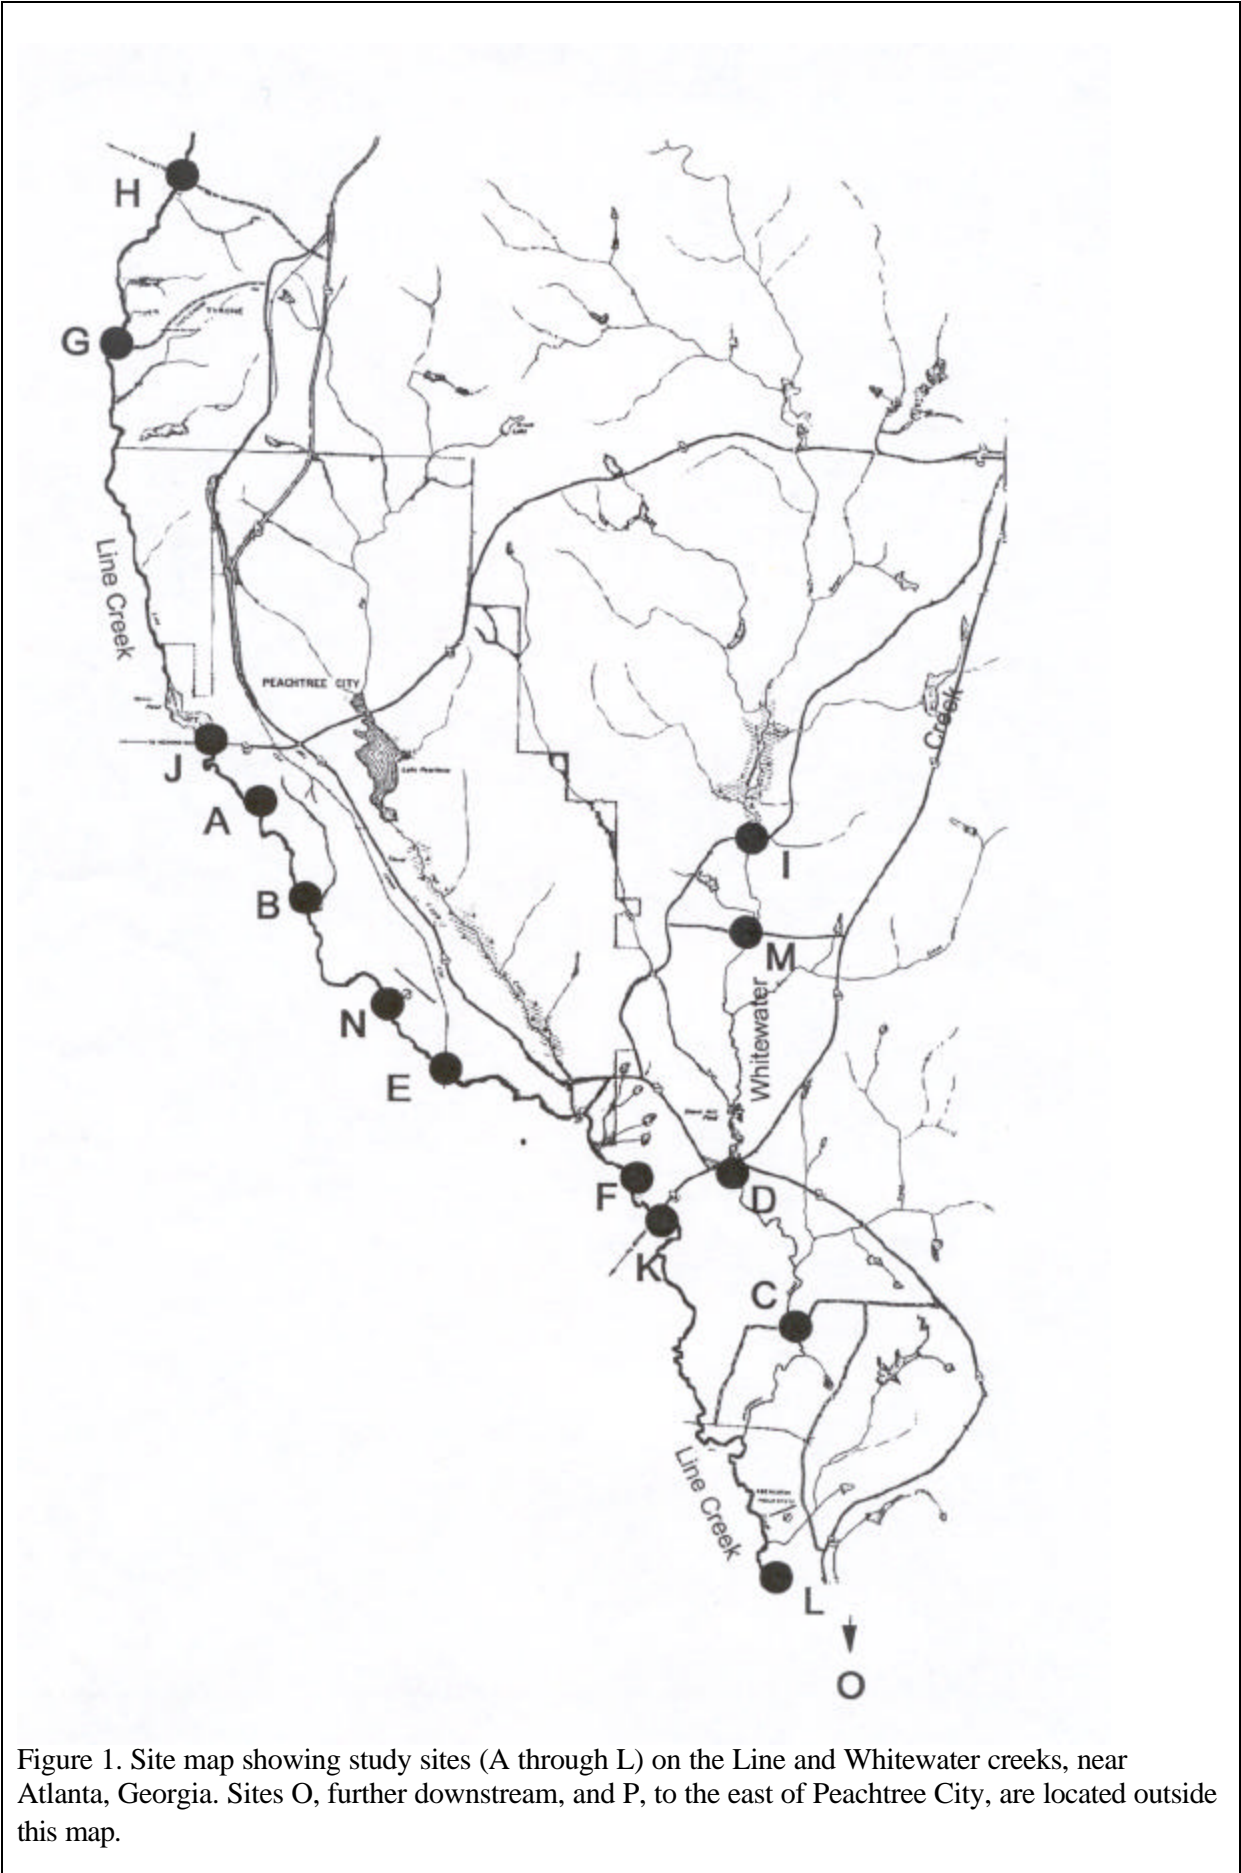 H
G
TYRONE
Line Creek
PEACHTREE CITY
Creek
J
A
B
I
M
N
Whitewater
E
F
D
K
C
Line Creek
L
O
Figure 1. Site map showing study sites (A through L) on the Line and Whitewater creeks, near
Atlanta, Georgia. Sites O, further downstream, and P, to the east of Peachtree City, are located outside
this map.